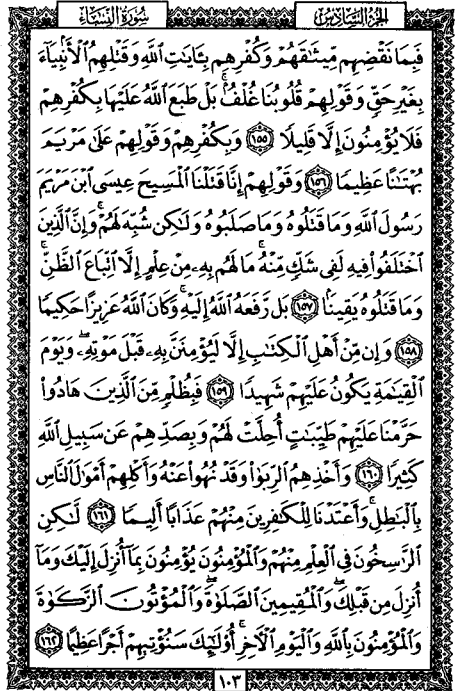 الجزء السادس
سورة النساء
فَبِمَا نَقْضِهِم مِّيثَٰقَهُمْ وَكُفْرِهِم بِـَٔايَٰتِ ٱللَّهِ وَقَتْلِهِمُ ٱلْأَنۢبِيَآءَ
بِغَيْرِ حَقٍّ وَقَوْلِهِمْ قُلُوبُنَا غُلْفٌۢ ۚ بَلْ طَبَعَ ٱللَّهُ عَلَيْهَا بِكُفْرِهِمْ
فَلَا يُؤْمِنُونَ إِلَّا قَلِيلًا ١٥٥ وَبِكُفْرِهِمْ وَقَوْلِهِمْ عَلَىٰ مَرْيَمَ
بُهْتَٰنًا عَظِيمًا ١٥٦ وَقَوْلِهِمْ إِنَّا قَتَلْنَا ٱلْمَسِيحَ عِيسَى ٱبْنَ مَرْيَمَ
رَسُولَ ٱللَّهِ وَمَا قَتَلُوهُ وَمَا صَلَبُوهُ وَلَٰكِن شُبِّهَ لَهُمْ ۚ وَإِنَّ ٱلَّذِينَ
ٱخْتَلَفُوا۟ فِيهِ لَفِى شَكٍّ مِّنْهُ ۚ مَا لَهُم بِهِۦ مِنْ عِلْمٍ إِلَّا ٱتِّبَاعَ ٱلظَّنِّ ۚ
وَمَا قَتَلُوهُ يَقِينًۢا ١٥٧ بَل رَّفَعَهُ ٱللَّهُ إِلَيْهِ ۚ وَكَانَ ٱللَّهُ عَزِيزًا حَكِيمًا
١٥٨ وَإِن مِّنْ أَهْلِ ٱلْكِتَٰبِ إِلَّا لَيُؤْمِنَنَّ بِهِۦ قَبْلَ مَوْتِهِۦ ۖ وَيَوْمَ
ٱلْقِيَٰمَةِ يَكُونُ عَلَيْهِمْ شَهِيدًا ١٥٩ فَبِظُلْمٍ مِّنَ ٱلَّذِينَ هَادُوا۟
حَرَّمْنَا عَلَيْهِمْ طَيِّبَٰتٍ أُحِلَّتْ لَهُمْ وَبِصَدِّهِمْ عَن سَبِيلِ ٱللَّهِ
كَثِيرًا ١٦٠ وَأَخْذِهِمُ ٱلرِّبَوٰا۟ وَقَدْ نُهُوا۟ عَنْهُ وَأَكْلِهِمْ أَمْوَٰلَ ٱلنَّاسِ
بِٱلْبَٰطِلِ ۚ وَأَعْتَدْنَا لِلْكَٰفِرِينَ مِنْهُمْ عَذَابًا أَلِيمًا ١٦١ لَّٰكِنِ
ٱلرَّٰسِخُونَ فِى ٱلْعِلْمِ مِنْهُمْ وَٱلْمُؤْمِنُونَ يُؤْمِنُونَ بِمَآ أُنزِلَ إِلَيْكَ وَمَآ
أُنزِلَ مِن قَبْلِكَ ۚ وَٱلْمُقِيمِينَ ٱلصَّلَوٰةَ ۚ وَٱلْمُؤْتُونَ ٱلزَّكَوٰةَ
وَٱلْمُؤْمِنُونَ بِٱللَّهِ وَٱلْيَوْمِ ٱلْءَاخِرِ أُو۟لَٰٓئِكَ سَنُؤْتِيهِمْ أَجْرًا عَظِيمًا ١٦٢
١٠٣